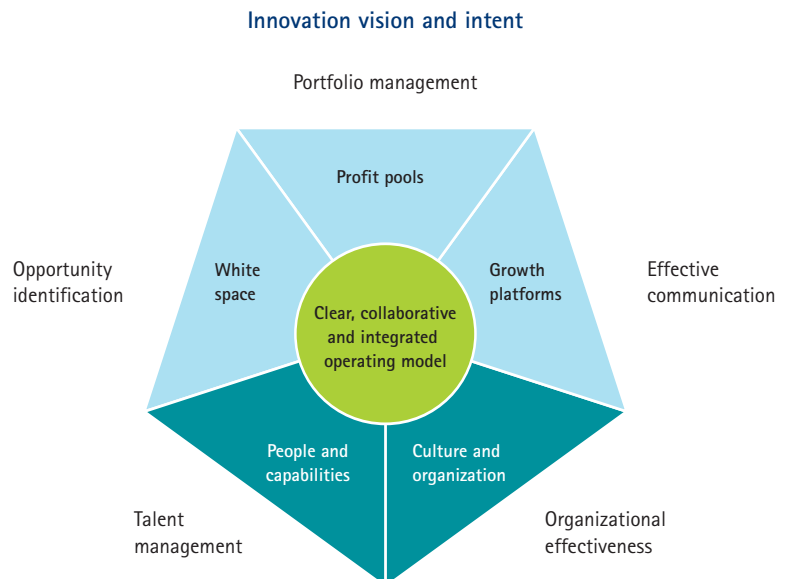 Innovation vision and intent
Portfolio management
Profit pools
Opportunity
identification
White
space
Growth
platforms
Effective
communication
Clear, collaborative
and integrated
operating model
People and
capabilities
Culture and
organization
Talent
management
Organizational
effectiveness